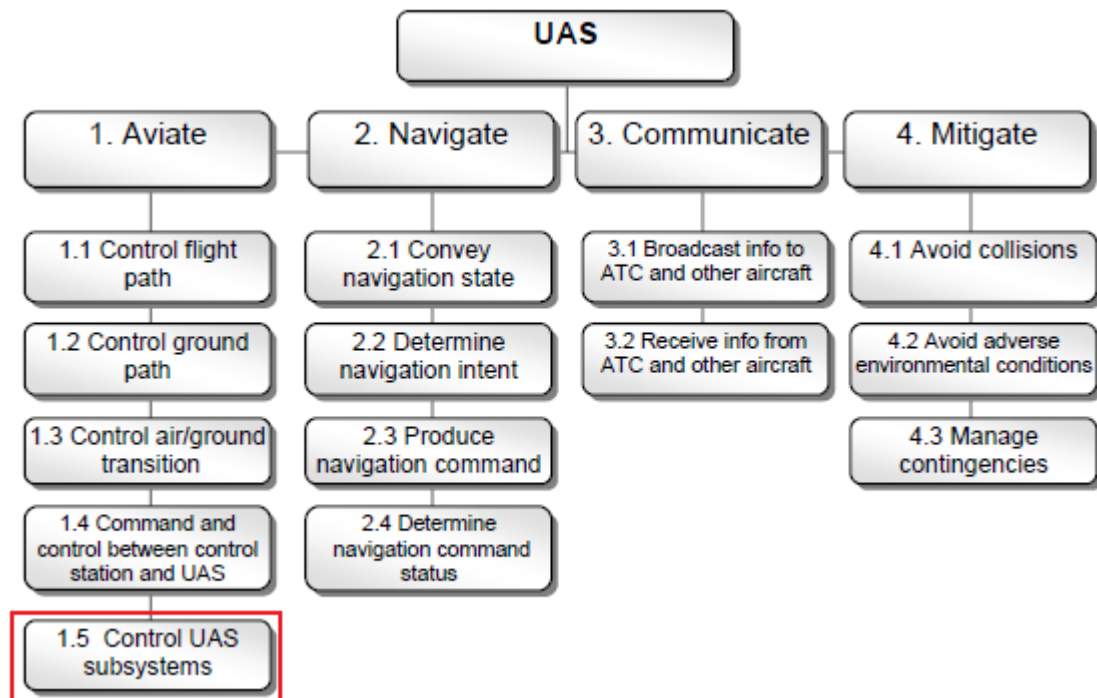 UAS
1. Aviate
2. Navigate
3. Communicate
4. Mitigate
1.1 Control flight
path
1.2 Control ground
path
1.3 Control air/ground
transition
1.4 Command and
control between control
station and UAS
1.5 Control UAS
subsystems
2.1 Convey
navigation state
2.2 Determine
navigation intent
2.3 Produce
navigation command
2.4 Determine
navigation command
status
3.1 Broadcast info to
ATC and other aircraft
3.2 Receive info from
ATC and other aircraft
4.1 Avoid collisions
4.2 Avoid adverse
environmental conditions
4.3 Manage
contingencies